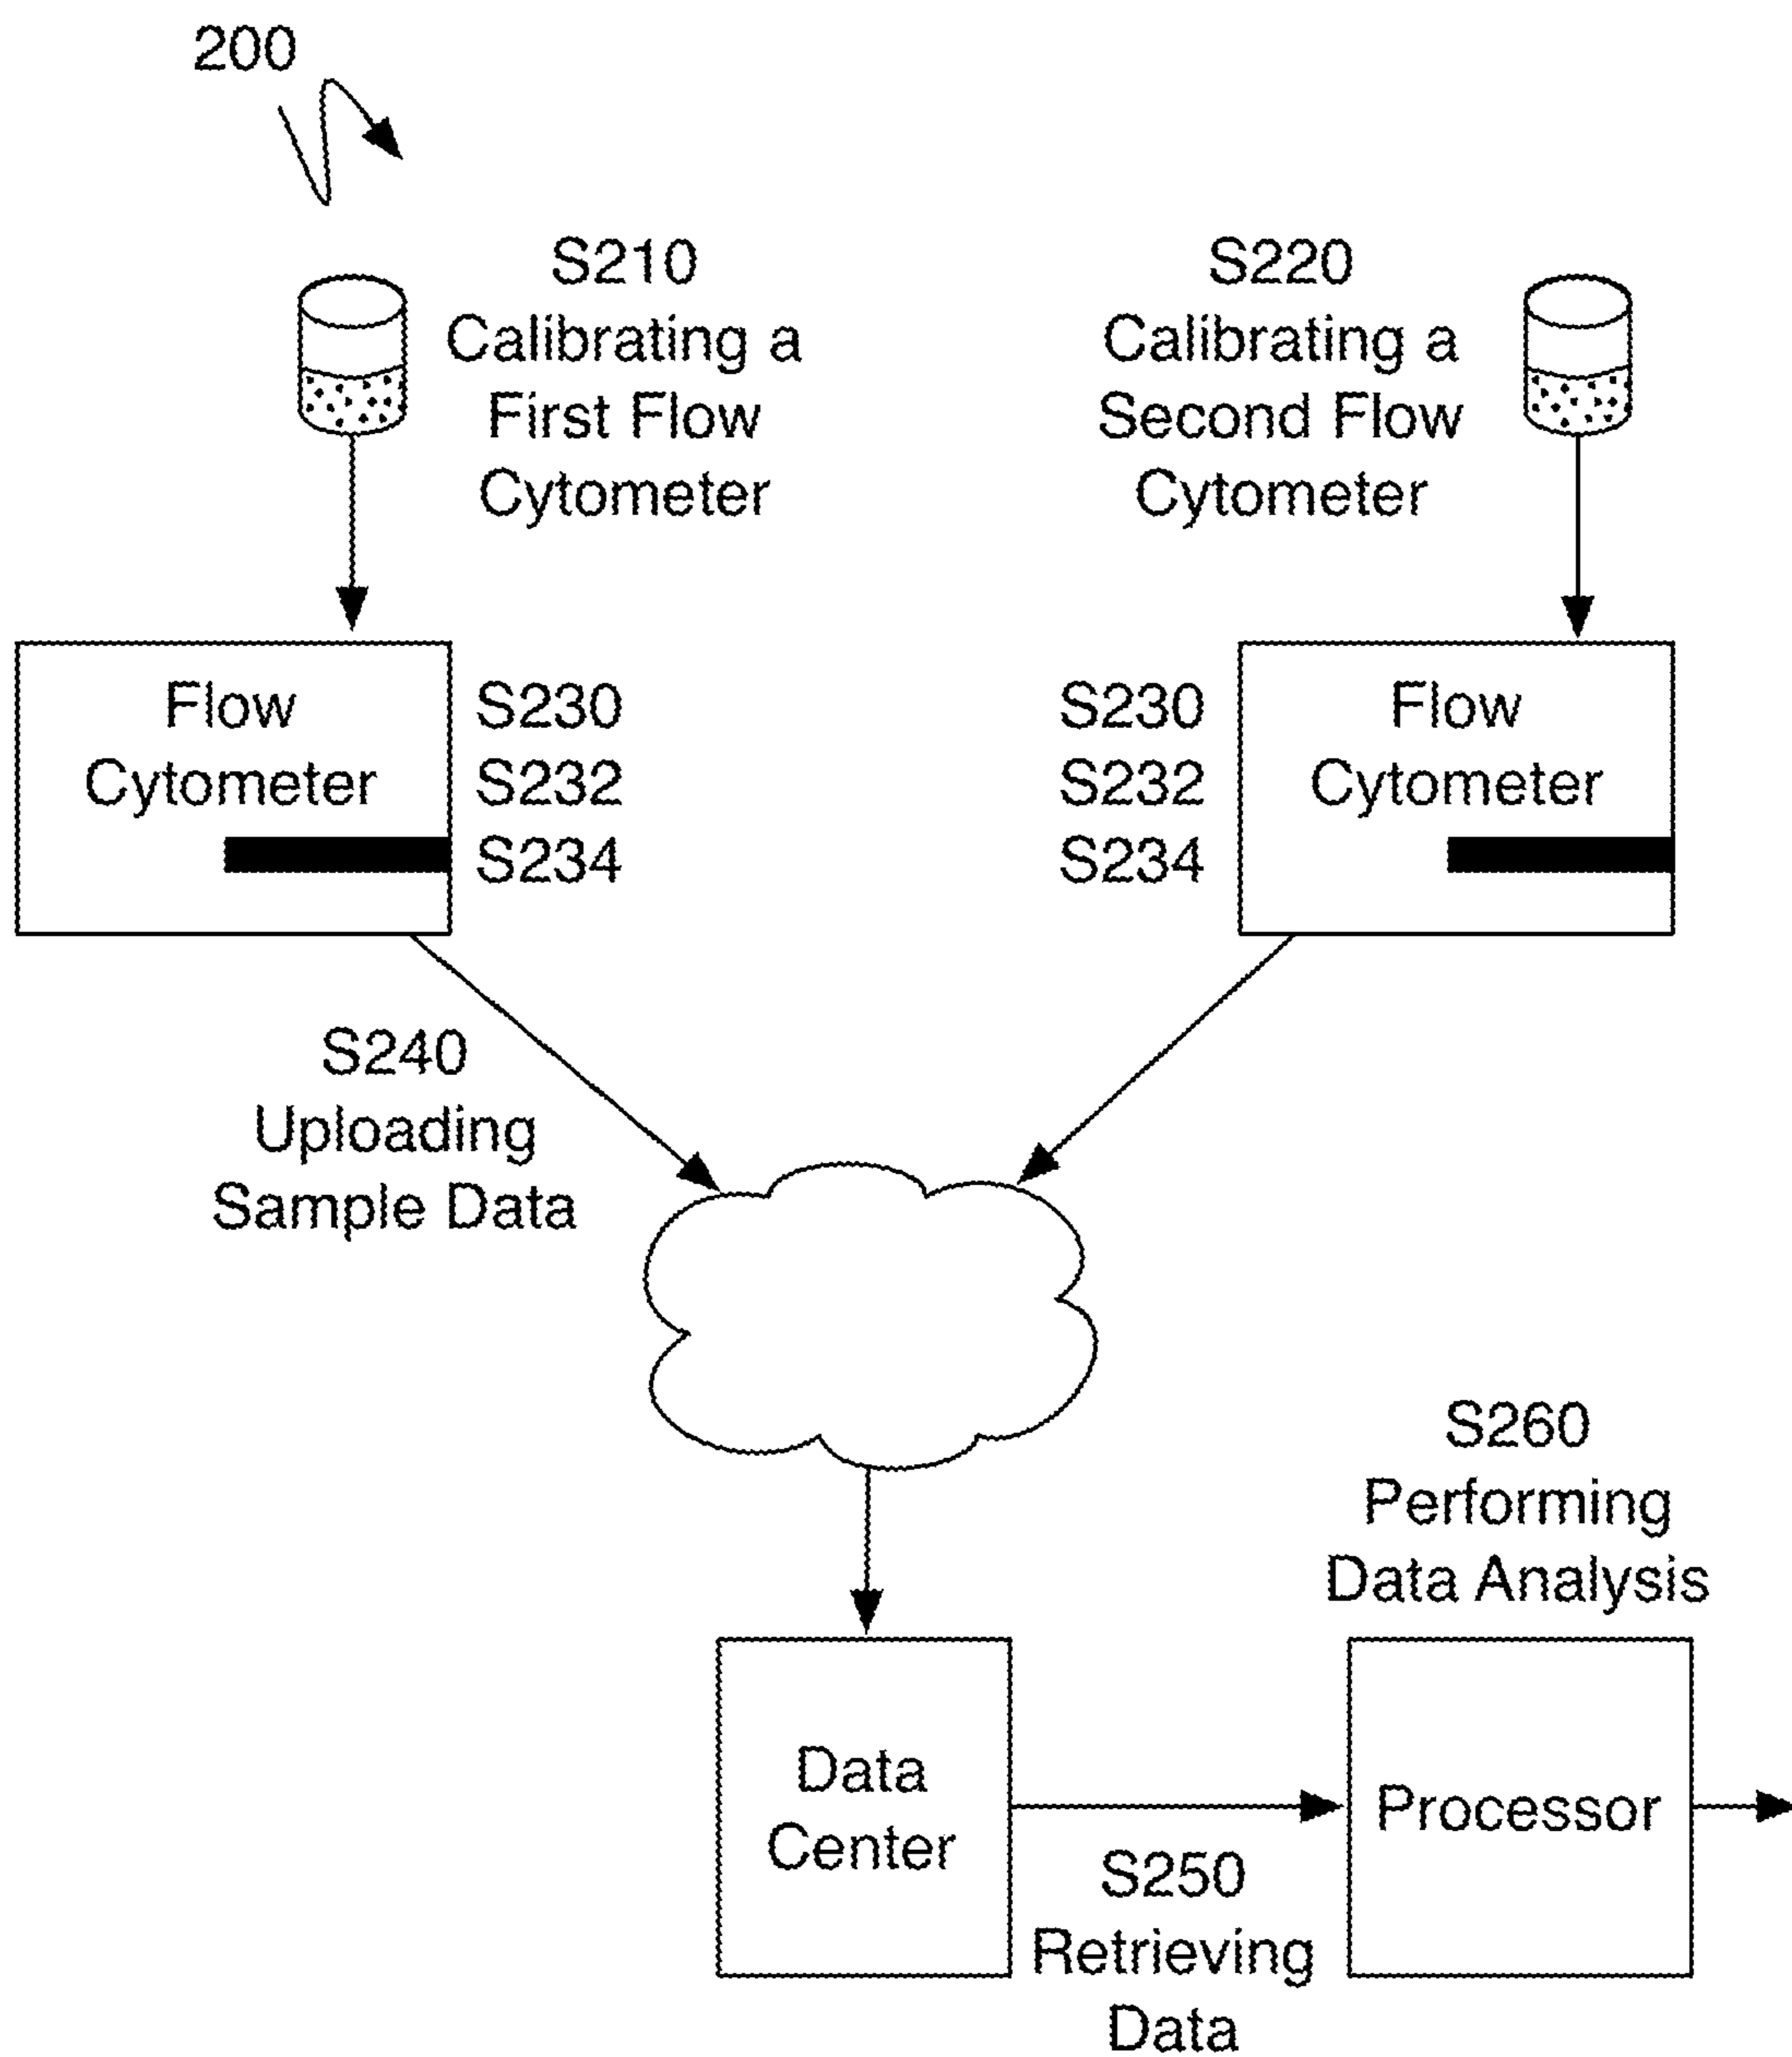 200
S210
Calibrating a
First Flow
Cytometer
S220
Calibrating a
Second Flow
Cytometer
Flow
Cytometer
S230
S232
S234
S230
S232
S234
Flow
Cytometer
S240
Uploading
Sample Data
S260
Performing
Data Analysis
Data
Center
S250
Retrieving
Data
Processor